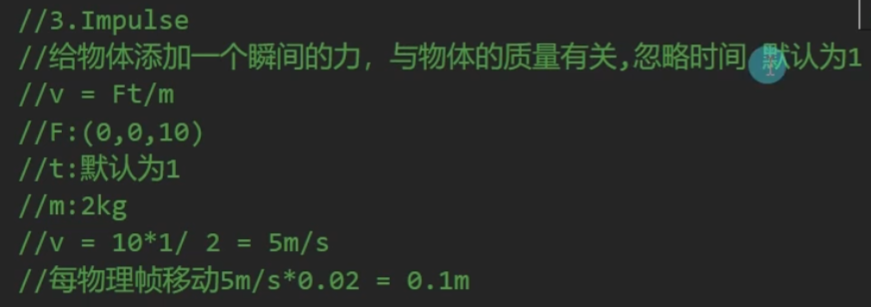 //3.Impulse
//给物体添加一个瞬间的力，与物体的质量有关,忽略时间 默认为1
//v = Ft/m
//F:(0,0,10)
//t:默认为1
//m:2kg
//v = 10*1/ 2 = 5m/s
//每物理帧移动5m/s*0.02 = 0.1m